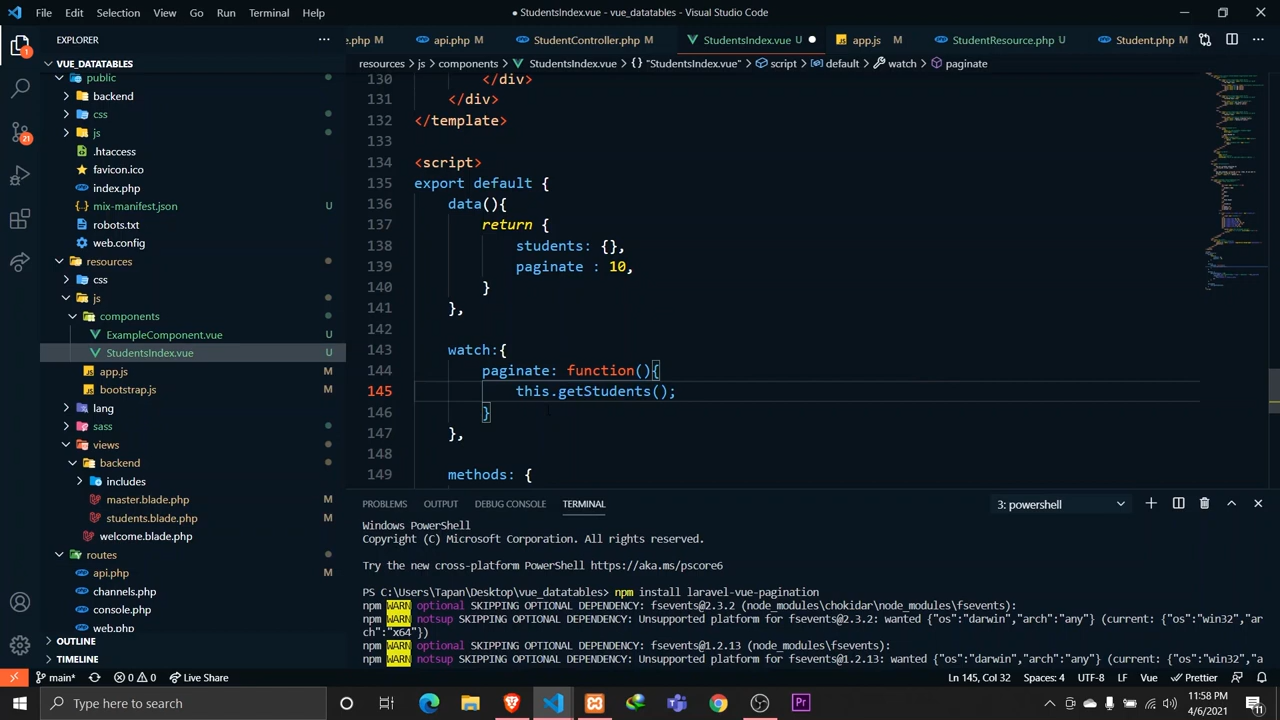 File Edit Selection View Go Run Terminal Help
● StudentsIndex.vue - vue_datatables - Visual Studio Code
EXPLORER
e.php M api.php M StudentController.php M StudentsIndex.vue U app.js M StudentResource.php U Student.php M
VUE_DATATABLES
resources > js > components > StudentsIndex.vue > {} "StudentsIndex.vue" > script > default > watch > paginate
public
backend
css
js
.htaccess
favicon.ico
index.php
mix-manifest.json U
robots.txt
web.config
resources
css
js
components
ExampleComponent.vue U
StudentsIndex.vue U
app.js M
bootstrap.js M
lang
sass
views
backend
includes
master.blade.php M
students.blade.php M
welcome.blade.php M
routes
api.php M
channels.php
console.php
web.php M
OUTLINE
TIMELINE
130 </div>
131 </div>
132 </template>
133
134 <script>
135 export default {
136 data(){
137 return {
138 students: {},
139 paginate : 10,
140 }
141 },
142
143 watch:{
144 paginate: function(){
145 this.getStudents();
146 }
147 },
148
149 methods: {
PROBLEMS OUTPUT DEBUG CONSOLE TERMINAL 3: powershell
Windows PowerShell
Copyright (C) Microsoft Corporation. All rights reserved.
Try the new cross-platform PowerShell https://aka.ms/pscore6
PS C:\Users\Tapan\Desktop\vue_datatables> npm install laravel-vue-pagination
npm WARN optional SKIPPING OPTIONAL DEPENDENCY: fsevents@2.3.2 (node_modules\chokidar\node_modules\fsevents):
npm WARN notsup SKIPPING OPTIONAL DEPENDENCY: Unsupported platform for fsevents@2.3.2: wanted {"os":"darwin","arch":"any"} (current: {"os":"win32","ar
ch":"x64"})
npm WARN optional SKIPPING OPTIONAL DEPENDENCY: fsevents@1.2.13 (node_modules\fsevents):
npm WARN notsup SKIPPING OPTIONAL DEPENDENCY: Unsupported platform for fsevents@1.2.13: wanted {"os":"darwin","arch":"any"} (current: {"os":"win32","a
main* 0 0 Live Share
Ln 145, Col 32 Spaces: 4 UTF-8 LF Vue Prettier
Type here to search
11:58 PM
4/6/2021